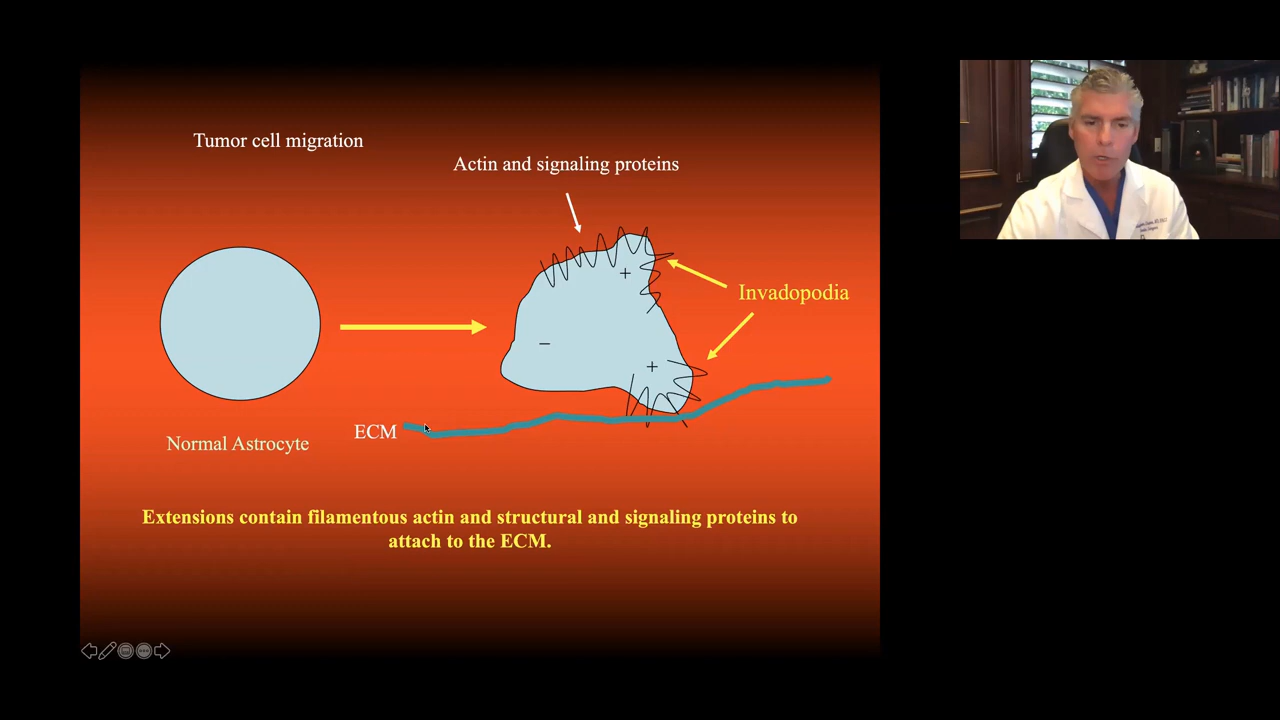 Tumor cell migration
Actin and signaling proteins
+
Invadopodia
−
+
ECM
Normal Astrocyte
Extensions contain filamentous actin and structural and signaling proteins to
attach to the ECM.